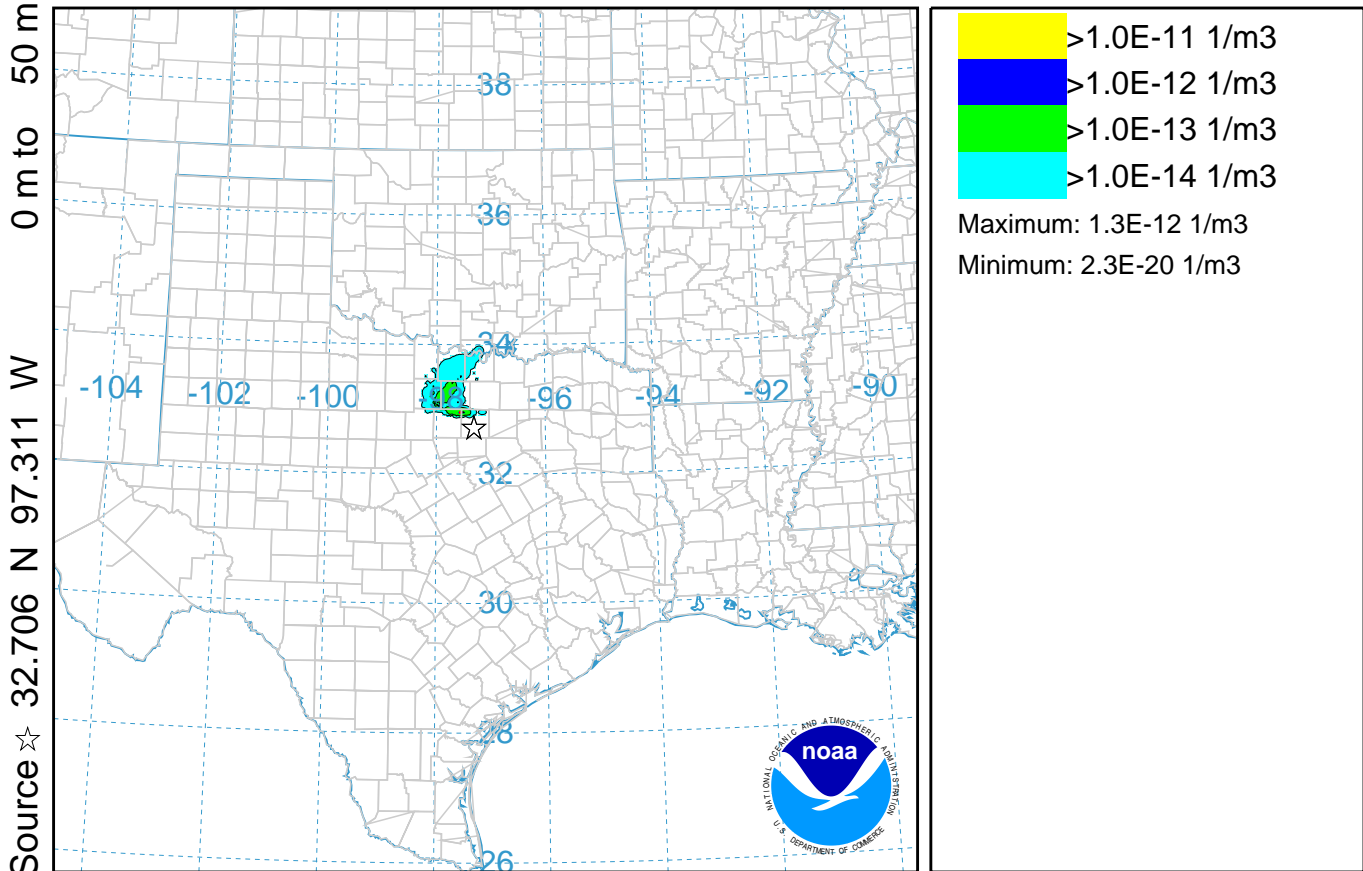 Source ☆ 32.706 N 97.311 W 0 m to 50 m
>1.0E-11 1/m3
>1.0E-12 1/m3
>1.0E-13 1/m3
>1.0E-14 1/m3
Maximum: 1.3E-12 1/m3
Minimum: 2.3E-20 1/m3
38
36
34
-104
-102
-100
-96
-94
-92
-90
32
30
28
26
NATIONAL OCEANIC AND ATMOSPHERIC ADMINISTRATION
noaa
U.S. DEPARTMENT OF COMMERCE